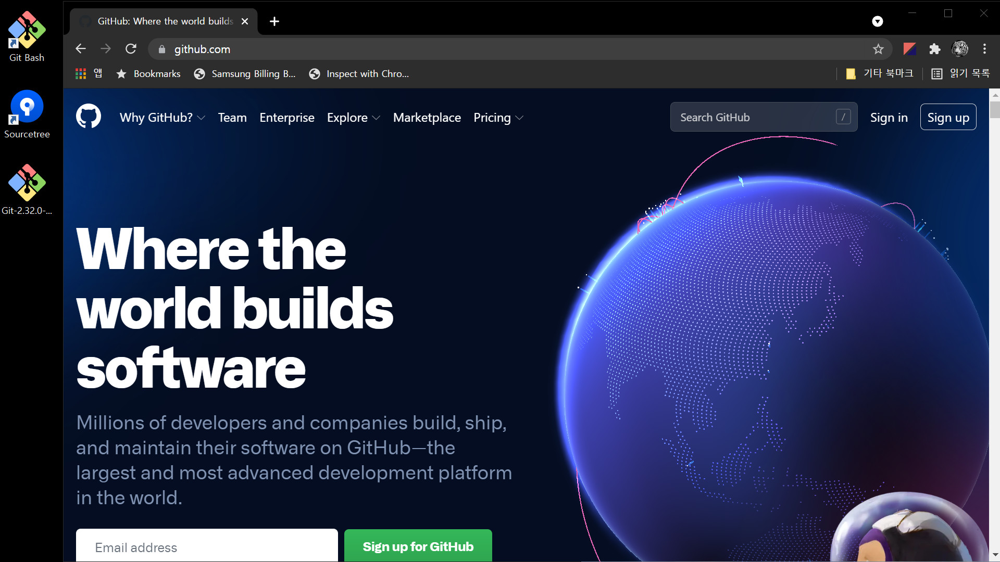 Git Bash
Sourcetree
Git-2.32.0-...
GitHub: Where the world builds
github.com
앱
Bookmarks
Samsung Billing B...
Inspect with Chro...
기타 북마크
읽기 목록
Why GitHub?
Team
Enterprise
Explore
Marketplace
Pricing
Search GitHub
/
Sign in
Sign up
Where the
world builds
software
Millions of developers and companies build, ship,
and maintain their software on GitHub—the
largest and most advanced development platform
in the world.
Email address
Sign up for GitHub